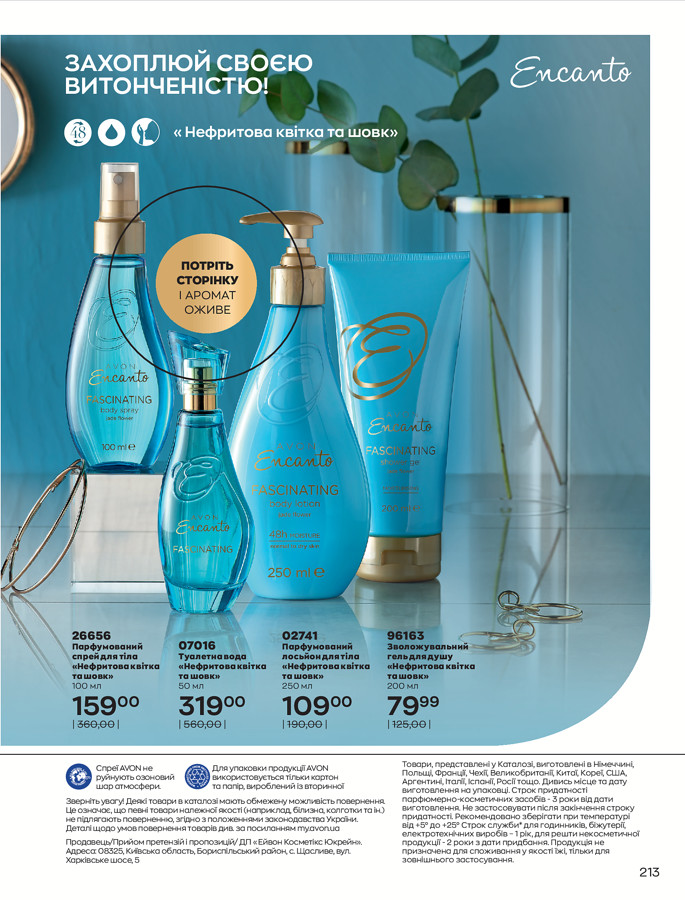 ЗАХОПЛЮЙ СВОЄЮ
ВИТОНЧЕНІСТЮ!
Encanto
48
«Нефритова квітка та шовк»
ПОТРІТЬ
СТОРІНКУ
І АРОМАТ
ОЖИВЕ
AVON
Encanto
FASCINATING
body spray
jade flower
100 ml e
AVON
Encanto
FASCINATING
AVON
Encanto
FASCINATING
body lotion
jade flower
48h
250 ml e
AVON
Encanto
FASCINATING
26656
Парфумований
спрей для тіла
«Нефритова квітка
та шовк»
100 мл
159⁰⁰
| 360,00 |
07016
Туалетна вода
«Нефритова квітка
та шовк»
50 мл
319⁰⁰
| 560,00 |
02741
Парфумований
лосьйон для тіла
«Нефритова квітка
та шовк»
250 мл
109⁰⁰
| 190,00 |
96163
Зволожувальний
гель для душу
«Нефритова квітка
та шовк»
200 мл
79⁹⁹
| 125,00 |
Спреї AVON не
руйнують озоновий
шар атмосфери.
Для упаковки продукції AVON
використовується тільки картон
та папір, вироблений із вторинної
Зверніть увагу! Деякі товари в каталозі мають обмежену можливість повернення.
Це означає, що певні товари належної якості (наприклад, білизна, колготки та ін.)
не підлягають поверненню, згідно з положеннями законодавства України.
Деталі щодо умов повернення товарів див. за посиланням my.avon.ua
Продавець/Прийом претензій і пропозицій/ ДП «Ейвон Косметікс Юкрейн».
Адреса: 08325, Київська область, Бориспільський район, с. Щасливе, вул.
Харківське шосе, 5
Товари, представлені у Каталозі, виготовлені в Німеччині,
Польщі, Франції, Чехії, Великобританії, Китаї, Кореї, США,
Аргентині, Італії, Іспанії, Росії тощо. Дивись місце та дату
виготовлення на упаковці. Строк придатності
парфюмерно-косметичних засобів - 3 роки від дати
виготовлення. Не застосовувати після закінчення строку
придатності. Рекомендовано зберігати при температурі
від +5° до +25° Строк служби* для годинників, біжутерії,
електротехнічних виробів – 1 рік, для решти некосметичної
продукції - 2 роки з дати придбання. Продукція не
призначена для споживання у якості їжі, тільки для
зовнішнього застосування.
213